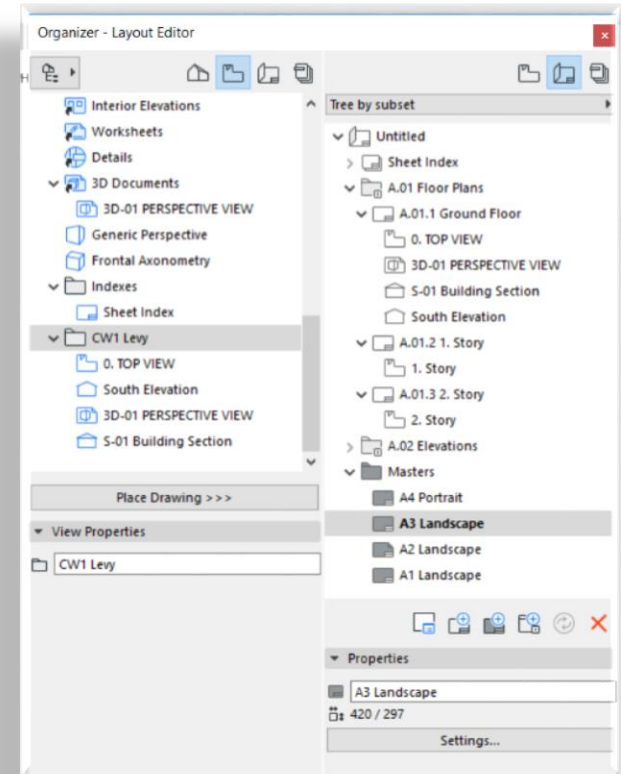 Organizer - Layout Editor
Interior Elevations
Worksheets
Details
3D Documents
3D-01 PERSPECTIVE VIEW
Generic Perspective
Frontal Axonometry
Indexes
Sheet Index
CW1 Levy
0. TOP VIEW
South Elevation
3D-01 PERSPECTIVE VIEW
S-01 Building Section
Place Drawing >>>
View Properties
CW1 Levy
Tree by subset
Untitled
Sheet Index
A.01 Floor Plans
A.01.1 Ground Floor
0. TOP VIEW
3D-01 PERSPECTIVE VIEW
S-01 Building Section
South Elevation
A.01.2 1. Story
1. Story
A.01.3 2. Story
2. Story
A.02 Elevations
Masters
A4 Portrait
A3 Landscape
A2 Landscape
A1 Landscape
Properties
A3 Landscape
420 / 297
Settings...